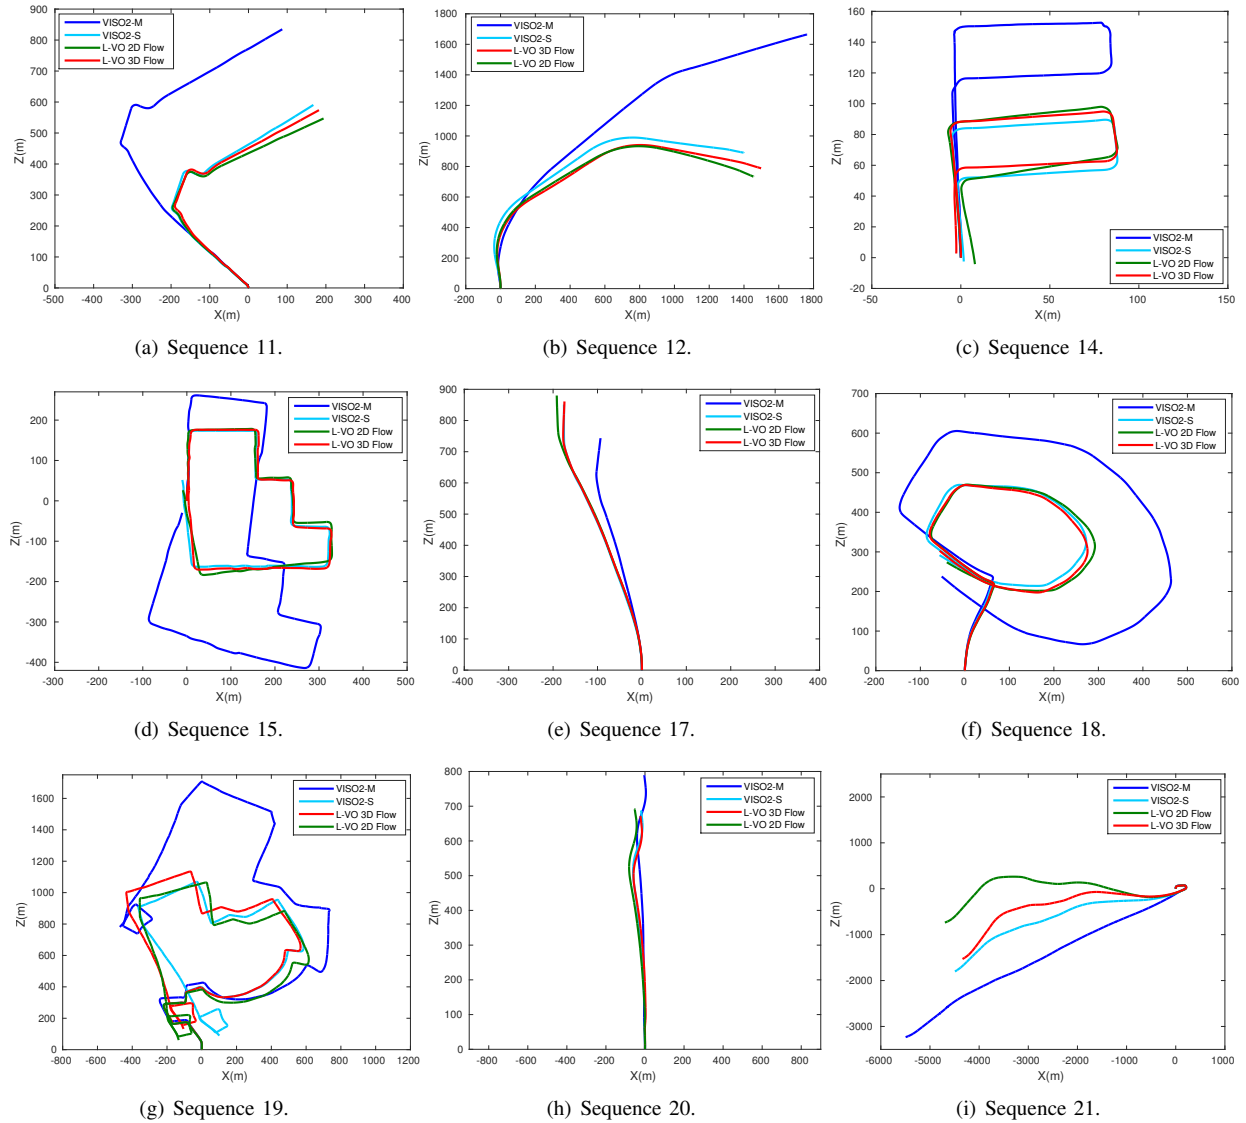 900
800
700
600
500
400
300
200
100
0
Z(m)
-500 -400 -300 -200 -100 0 100 200 300 400
X(m)
VISO2-M
VISO2-S
L-VO 2D Flow
L-VO 3D Flow
(a) Sequence 11.
1800
1600
1400
1200
1000
800
600
400
200
0
Z(m)
-200 0 200 400 600 800 1000 1200 1400 1600 1800
X(m)
VISO2-M
VISO2-S
L-VO 3D Flow
L-VO 2D Flow
(b) Sequence 12.
160
140
120
100
80
60
40
20
0
-20
Z(m)
-50 0 50 100 150
X(m)
VISO2-M
VISO2-S
L-VO 2D Flow
L-VO 3D Flow
(c) Sequence 14.
200
100
0
-100
-200
-300
-400
Z(m)
-300 -200 -100 0 100 200 300 400 500
X(m)
VISO2-M
VISO2-S
L-VO 2D Flow
L-VO 3D Flow
(d) Sequence 15.
900
800
700
600
500
400
300
200
100
0
Z(m)
-400 -300 -200 -100 0 100 200 300 400
X(m)
VISO2-M
VISO2-S
L-VO 2D Flow
L-VO 3D Flow
(e) Sequence 17.
700
600
500
400
300
200
100
0
Z(m)
-200 -100 0 100 200 300 400 500 600
X(m)
VISO2-M
VISO2-S
L-VO 2D Flow
L-VO 3D Flow
(f) Sequence 18.
1600
1400
1200
1000
800
600
400
200
0
Z(m)
-800 -600 -400 -200 0 200 400 600 800 1000 1200
X(m)
VISO2-M
VISO2-S
L-VO 3D Flow
L-VO 2D Flow
(g) Sequence 19.
800
700
600
500
400
300
200
100
0
Z(m)
-800 -600 -400 -200 0 200 400 600 800
X(m)
VISO2-M
VISO2-S
L-VO 3D Flow
L-VO 2D Flow
(h) Sequence 20.
2000
1000
0
-1000
-2000
-3000
Z(m)
-6000 -5000 -4000 -3000 -2000 -1000 0 1000
X(m)
VISO2-M
VISO2-S
L-VO 2D Flow
L-VO 3D Flow
(i) Sequence 21.